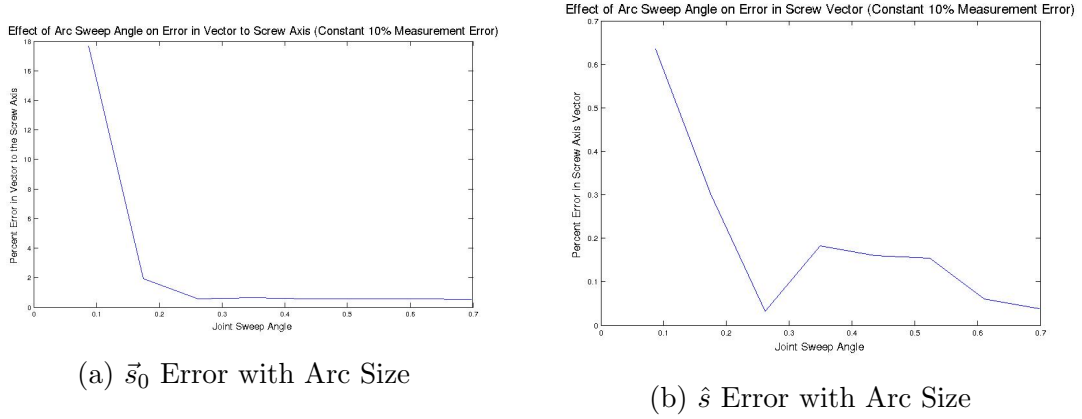 Effect of Arc Sweep Angle on Error in Vector to Screw Axis (Constant 10% Measurement Error)
Percent Error in Vector to the Screw Axis
18
16
14
12
10
8
6
4
2
0
0 0.1 0.2 0.3 0.4 0.5 0.6 0.7
Joint Sweep Angle
(a) $\vec{s}_0$ Error with Arc Size
Effect of Arc Sweep Angle on Error in Screw Vector (Constant 10% Measurement Error)
Percent Error in Screw Axis Vector
0.7
0.6
0.5
0.4
0.3
0.2
0.1
0
0 0.1 0.2 0.3 0.4 0.5 0.6 0.7
Joint Sweep Angle
(b) $\hat{s}$ Error with Arc Size